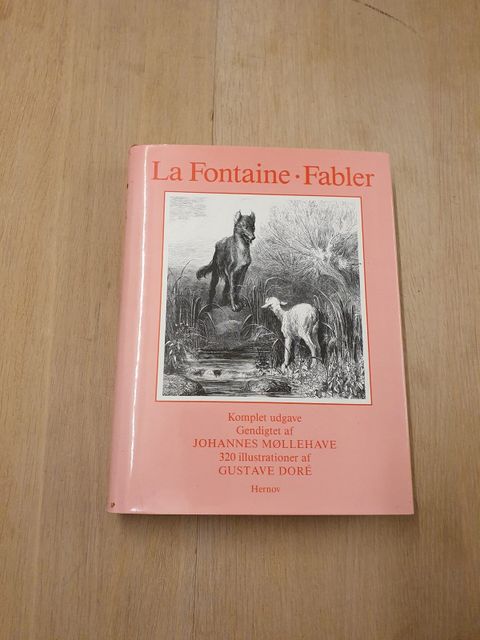 La Fontaine · Fabler
Komplet udgave
Gendigtet af
JOHANNES MØLLEHAVE
320 illustrationer af
GUSTAVE DORÉ
Hernov